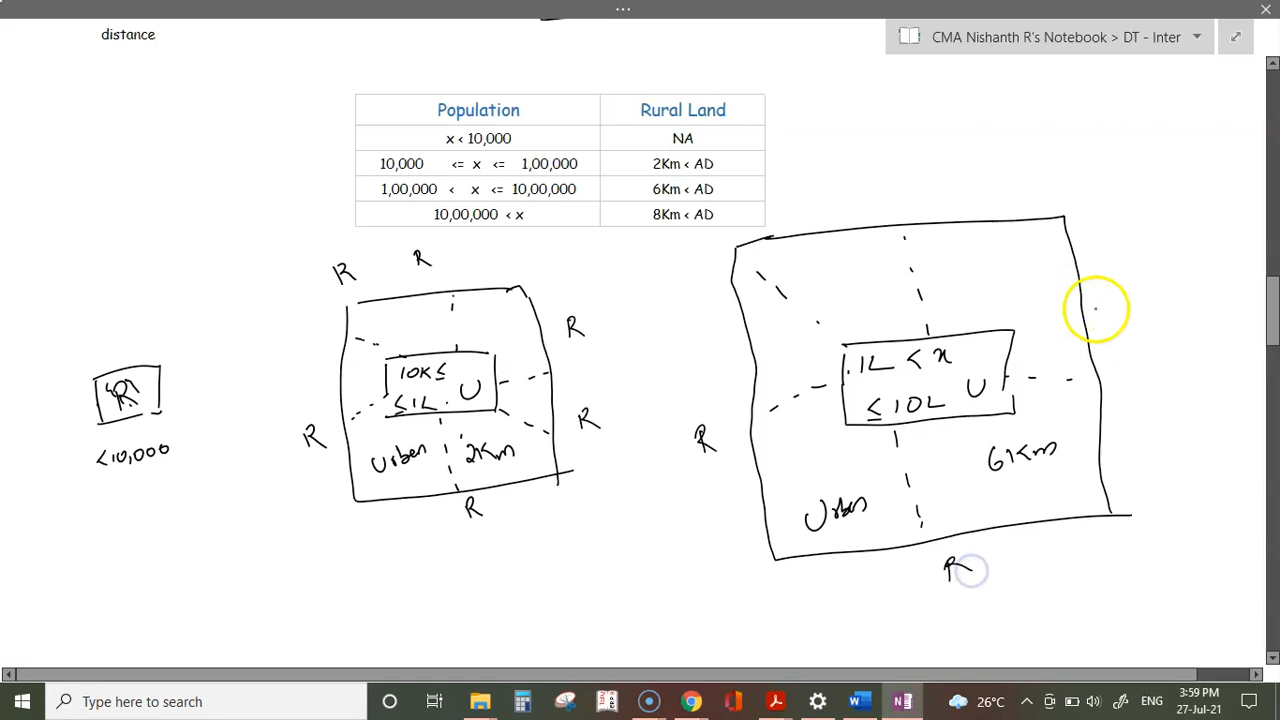 distance
CMA Nishanth R's Notebook > DT - Inter
Population Rural Land
x < 10,000 NA
10,000 <= x <= 1,00,000 2Km < AD
1,00,000 < x <= 10,00,000 6Km < AD
10,00,000 < x 8Km < AD
R R
R
10K ≤
≤ 1L U
R
<10,000
R R
R
Urban 2Km
R
1L < x
≤ 10L U
R
6Km
Urban
R
Type here to search
26°C
ENG
3:59 PM
27-Jul-21